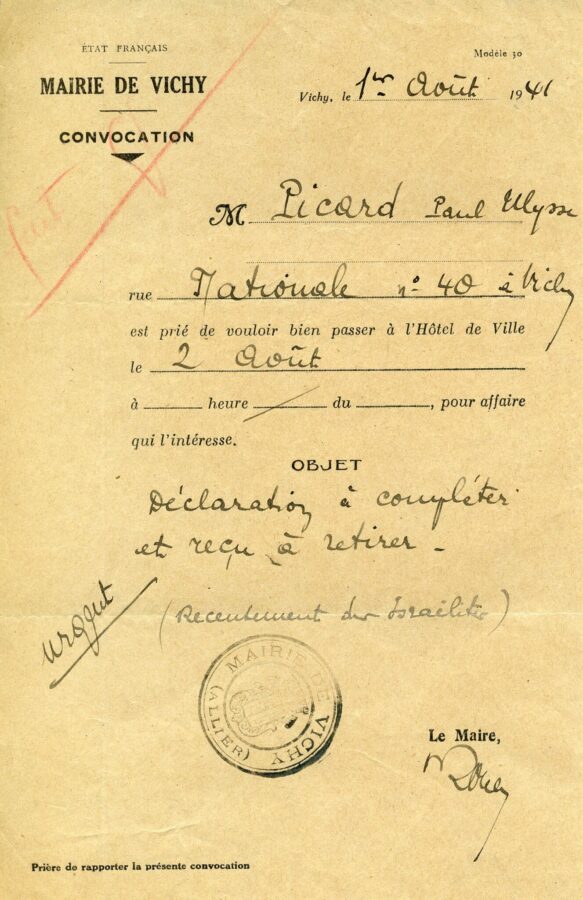 ÉTAT FRANÇAIS
Modèle 30
MAIRIE DE VICHY
Vichy, le 1er Août 1941
CONVOCATION
M Picard Paul Ulysse
rue Nationale n° 40 à Vichy
est prié de vouloir bien passer à l'Hôtel de Ville
le 2 Août
à heure du , pour affaire
qui l'intéresse.
OBJET
Déclaration à compléter
et reçu à retirer -
urgent
(Recensement des Israélites)
MAIRIE DE VICHY
(ALLIER)
Le Maire,
Prière de rapporter la présente convocation